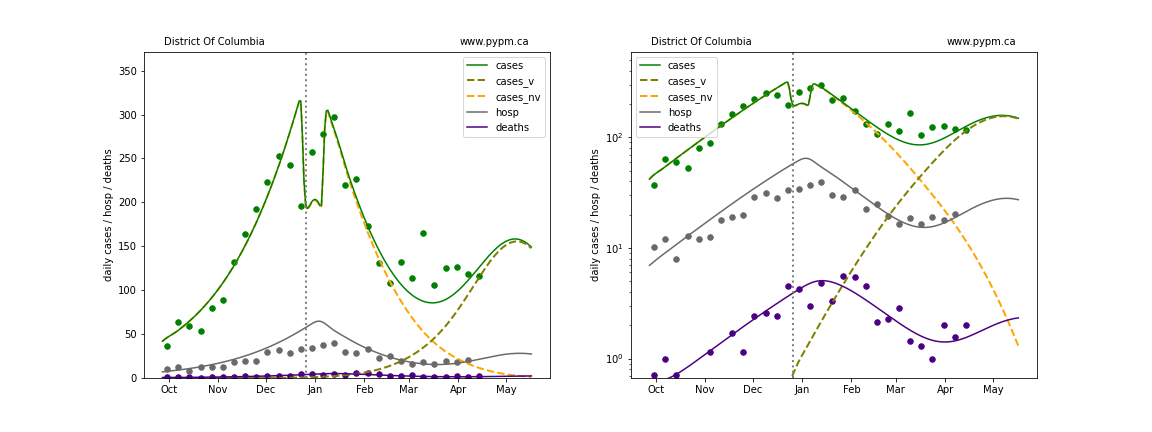 District Of Columbia
www.pypm.ca
daily cases / hosp / deaths
350
300
250
200
150
100
50
0
Oct
Nov
Dec
Jan
Feb
Mar
Apr
May
cases
cases_v
cases_nv
hosp
deaths
District Of Columbia
www.pypm.ca
daily cases / hosp / deaths
10²
10¹
10⁰
Oct
Nov
Dec
Jan
Feb
Mar
Apr
May
cases
cases_v
cases_nv
hosp
deaths